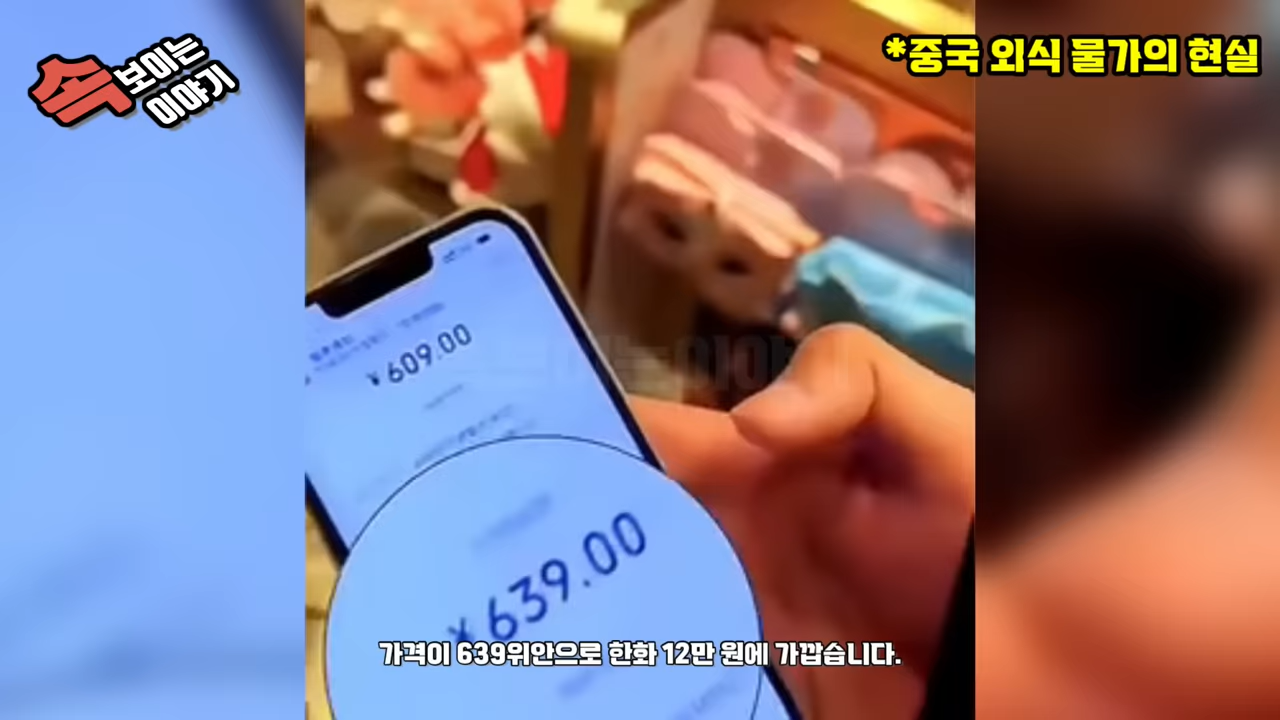 속보이는
이야기
*중국 외식 물가의 현실
¥609.00
¥639.00
가격이 639위안으로 한화 12만 원에 가깝습니다.